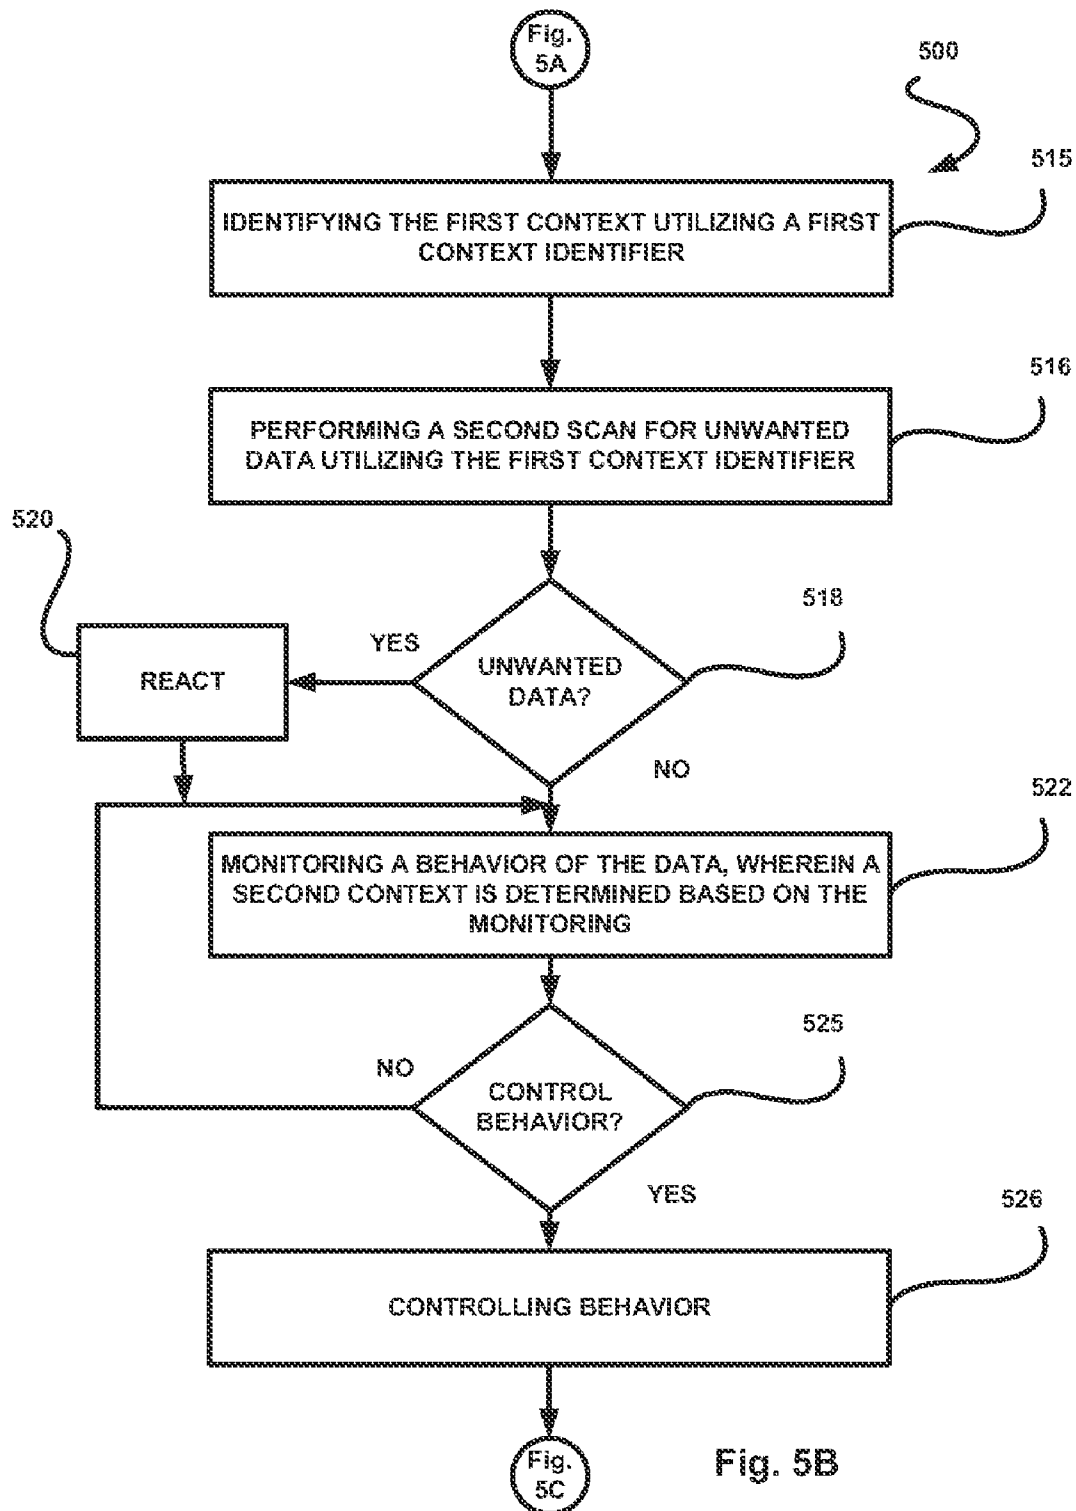 Fig.
5A
500
515
IDENTIFYING THE FIRST CONTEXT UTILIZING A FIRST
CONTEXT IDENTIFIER
516
PERFORMING A SECOND SCAN FOR UNWANTED
DATA UTILIZING THE FIRST CONTEXT IDENTIFIER
520
518
YES
REACT
UNWANTED
DATA?
NO
522
MONITORING A BEHAVIOR OF THE DATA, WHEREIN A
SECOND CONTEXT IS DETERMINED BASED ON THE
MONITORING
525
NO
CONTROL
BEHAVIOR?
YES
526
CONTROLLING BEHAVIOR
Fig.
5C
Fig. 5B